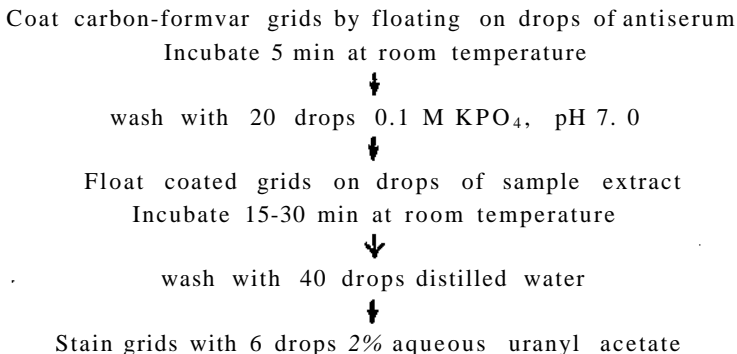 Coat carbon-formvar grids by floating on drops of antiserum
Incubate 5 min at room temperature
wash with 20 drops 0.1 M KPO₄, pH 7. 0
Float coated grids on drops of sample extract
Incubate 15-30 min at room temperature
wash with 40 drops distilled water
Stain grids with 6 drops 2% aqueous uranyl acetate